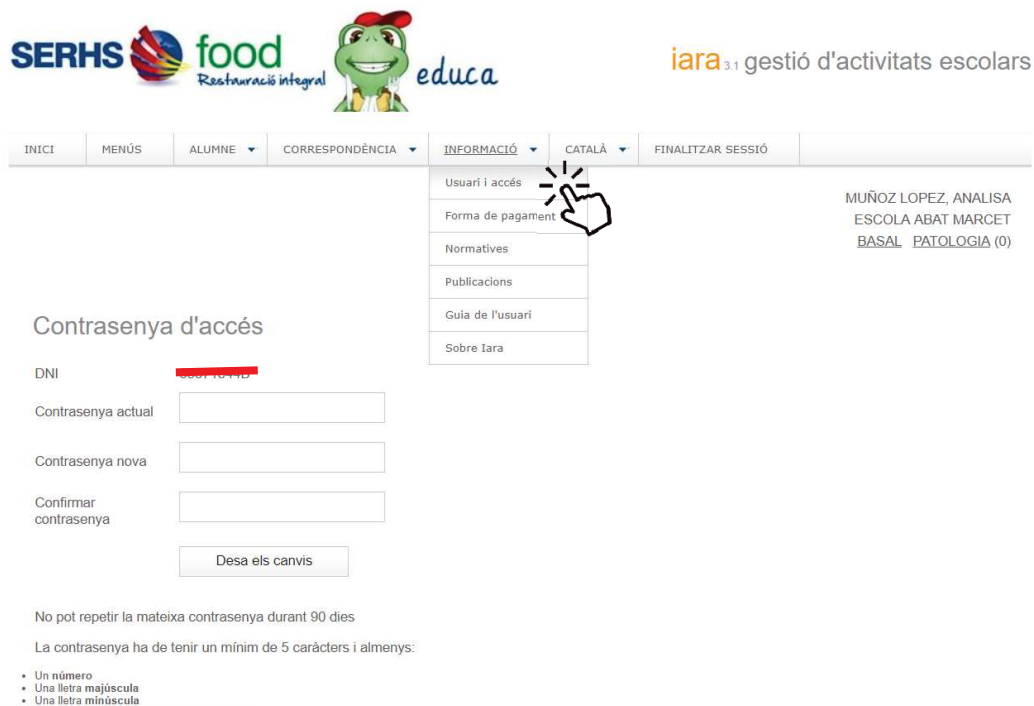 SERHS food
Restauració integral
educa
iara 3.1 gestió d'activitats escolars
INICI MENÚS ALUMNE CORRESPONDÈNCIA INFORMACIÓ CATALÀ FINALITZAR SESSIÓ
Usuari i accés
Forma de pagament
Normatives
Publicacions
Guia de l'usuari
Sobre Iara
MUÑOZ LOPEZ, ANALISA
ESCOLA ABAT MARCET
BASAL PATOLOGIA (0)
Contrasenya d'accés
DNI
Contrasenya actual
Contrasenya nova
Confirmar
contrasenya
Desa els canvis
No pot repetir la mateixa contrasenya durant 90 dies
La contrasenya ha de tenir un mínim de 5 caràcters i almenys:
• Un número
• Una lletra majúscula
• Una lletra minúscula